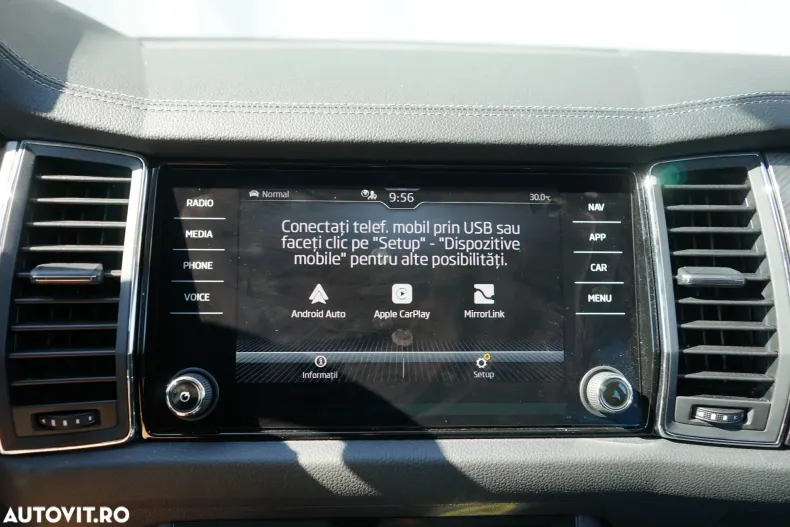 Normal
9:56
30.0°C
RADIO
MEDIA
PHONE
VOICE
Conectați telef. mobil prin USB sau
faceți clic pe "Setup" - "Dispozitive
mobile" pentru alte posibilități.
Android Auto
Apple CarPlay
MirrorLink
Informații
Setup
NAV
APP
CAR
MENU
AUTOVIT.RO